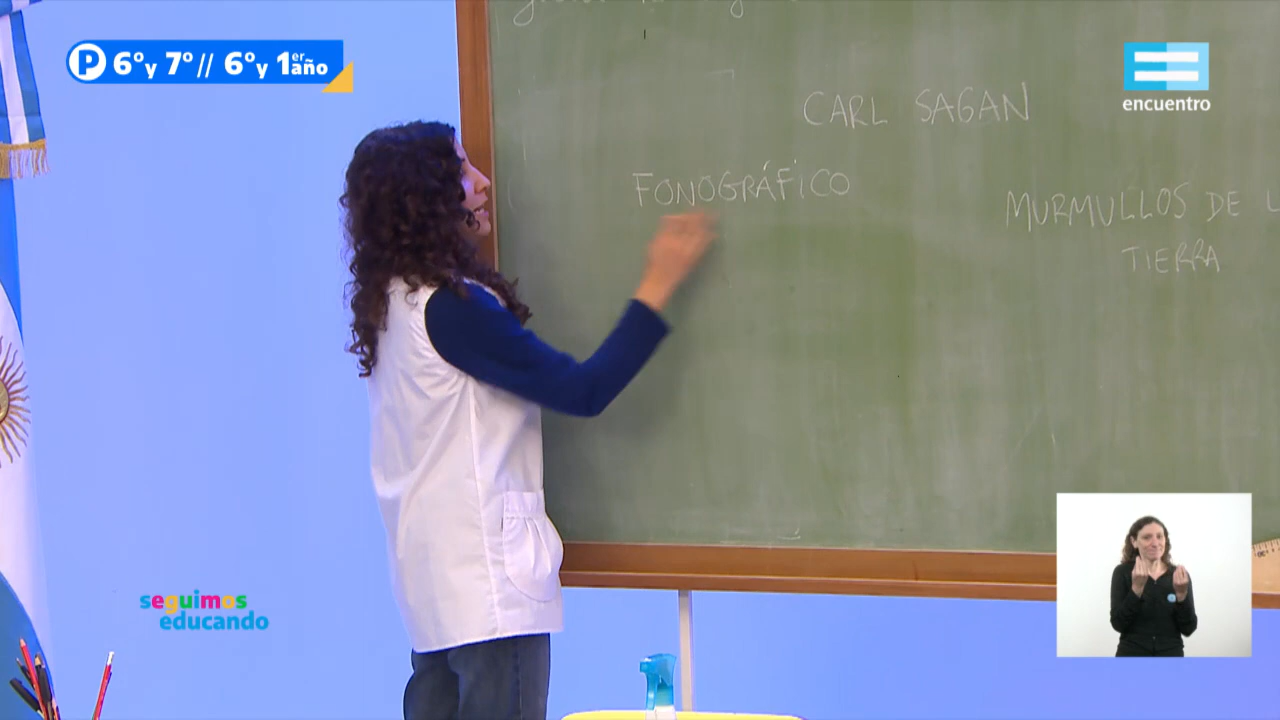 P 6º y 7º // 6º y 1er año
encuentro
CARL SAGAN
FONOGRÁFICO
MURMULLOS DE L
TIERRA
seguimos
educando